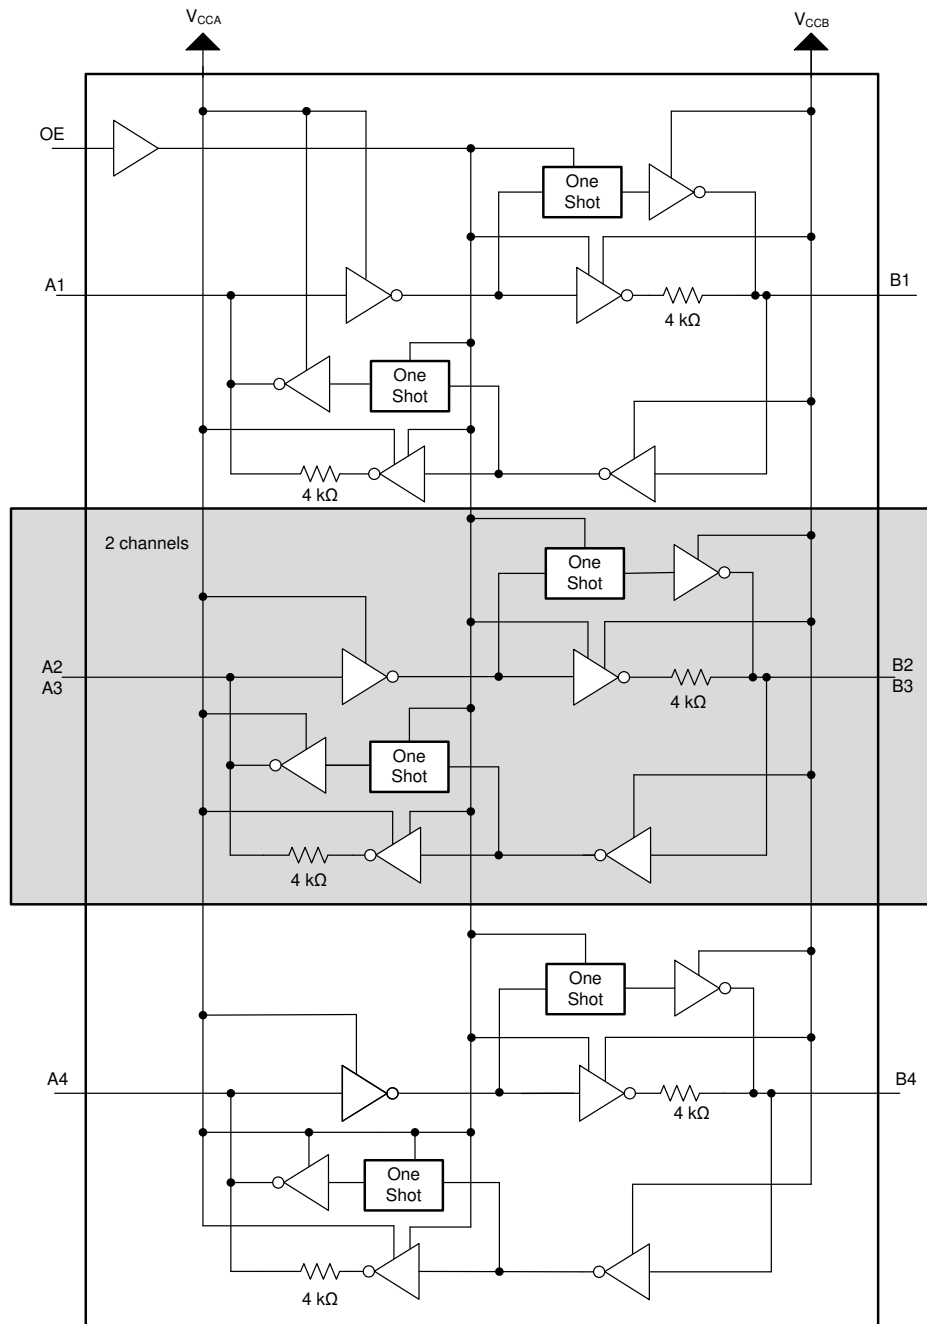 VCCA
VCCB
OE
One
Shot
A1
B1
4 kΩ
One
Shot
4 kΩ
2 channels
One
Shot
A2
A3
B2
B3
4 kΩ
One
Shot
4 kΩ
One
Shot
A4
B4
4 kΩ
One
Shot
4 kΩ